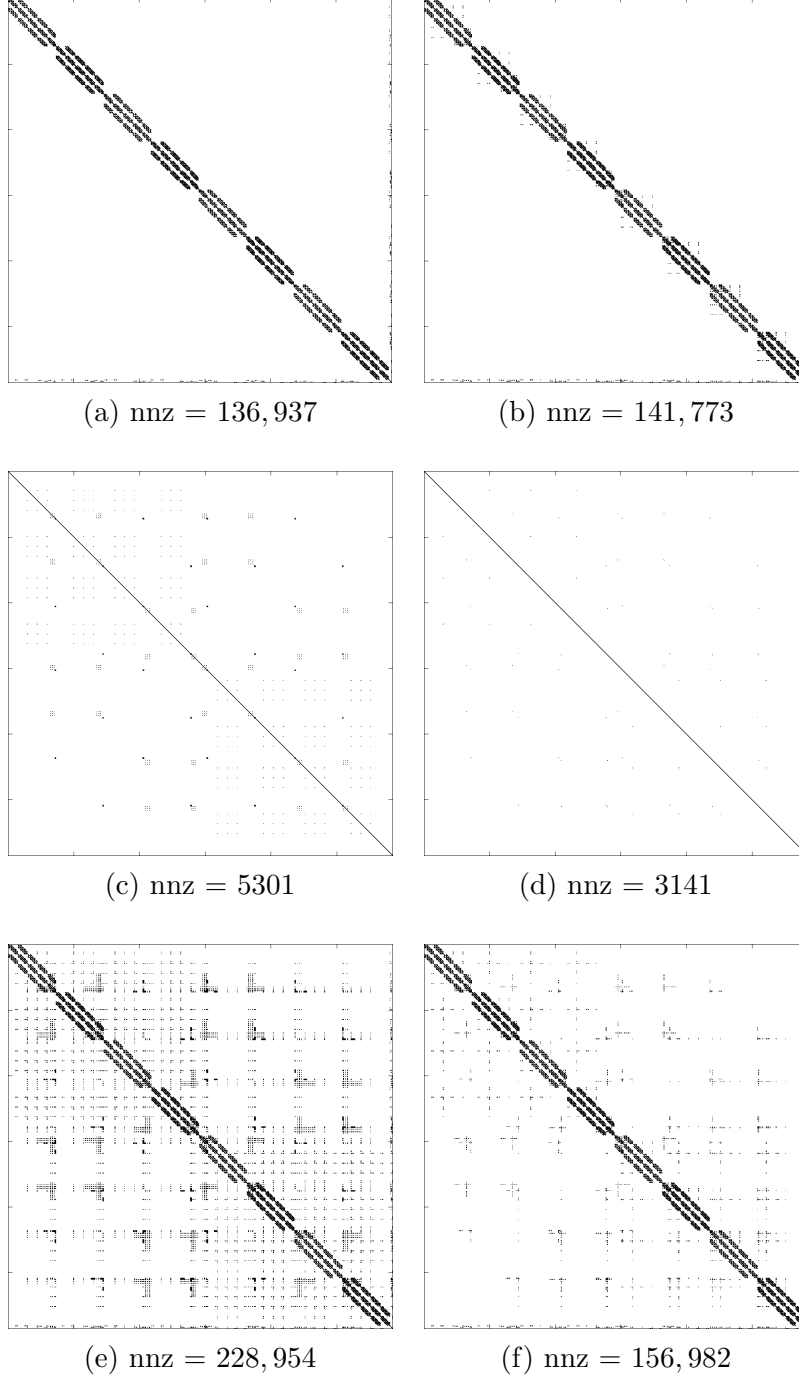 (a) nnz = 136,937
(b) nnz = 141,773
(c) nnz = 5301
(d) nnz = 3141
(e) nnz = 228,954
(f) nnz = 156,982